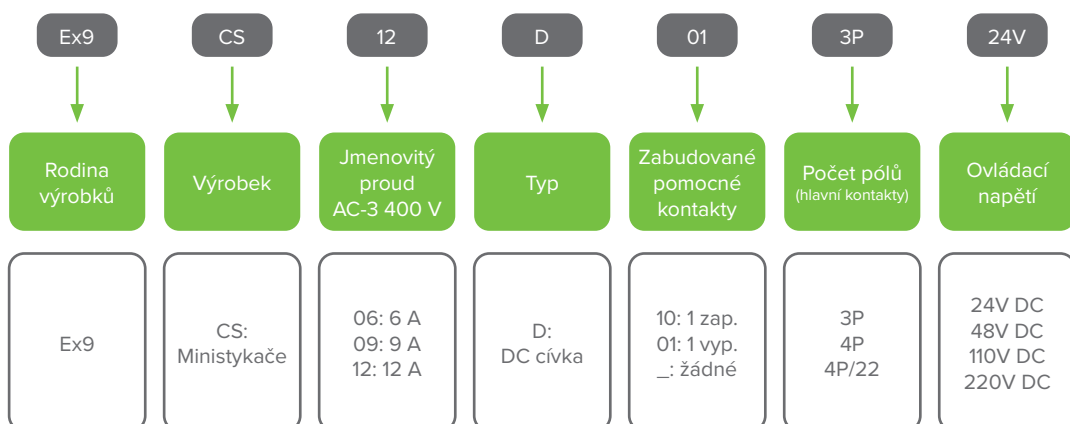 Ex9
CS
12
D
01
3P
24V
Rodina
výrobků
Výrobek
Jmenovitý
proud
AC-3 400 V
Typ
Zabudované
pomocné
kontakty
Počet pólů
(hlavní kontakty)
Ovládací
napětí
Ex9
CS:
Ministykače
06: 6 A
09: 9 A
12: 12 A
D:
DC cívka
10: 1 zap.
01: 1 vyp.
_: žádné
3P
4P
4P/22
24V DC
48V DC
110V DC
220V DC